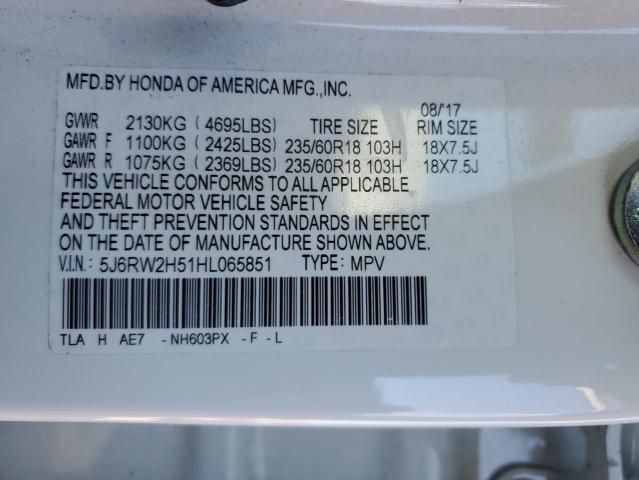 MFD.BY HONDA OF AMERICA MFG.,INC.
08/'17
GVWR 2130KG ( 4695LBS) TIRE SIZE RIM SIZE
GAWR F 1100KG ( 2425LBS) 235/60R18 103H 18X7.5J
GAWR R 1075KG ( 2369LBS) 235/60R18 103H 18X7.5J
THIS VEHICLE CONFORMS TO ALL APPLICABLE
FEDERAL MOTOR VEHICLE SAFETY
AND THEFT PREVENTION STANDARDS IN EFFECT
ON THE DATE OF MANUFACTURE SHOWN ABOVE.
V.I.N.: 5J6RW2H51HL065851 TYPE: MPV
TLA H AE7 -NH603PX -F -L